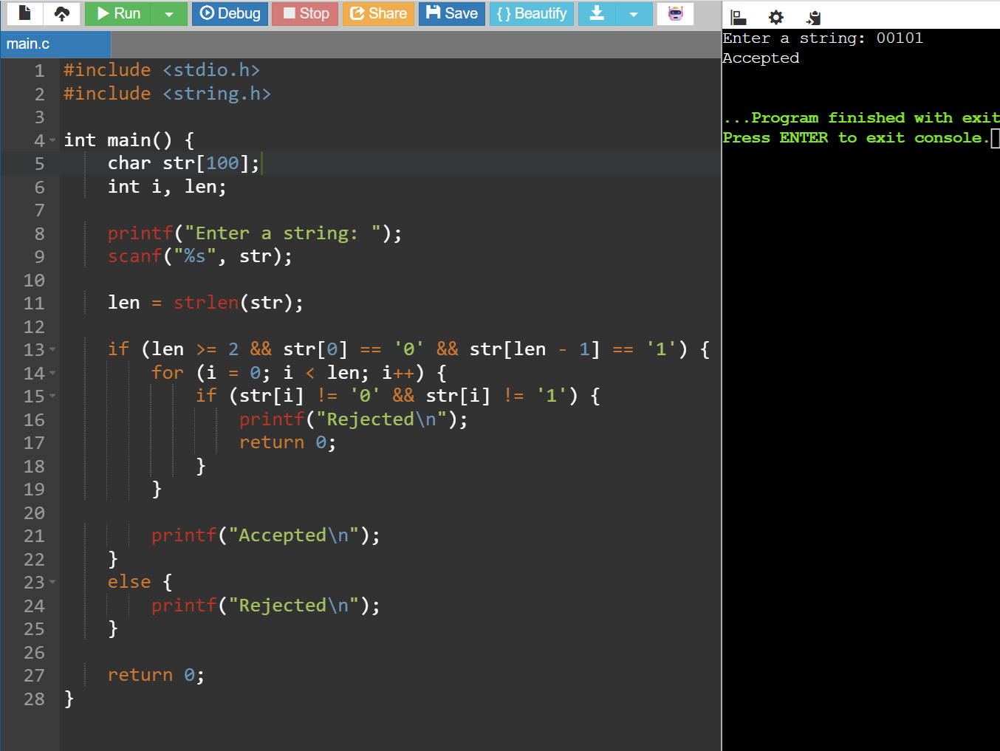 Run Debug Stop Share Save { } Beautify
main.c
1 #include <stdio.h>
2 #include <string.h>
3
4 int main() {
5     char str[100];
6     int i, len;
7
8     printf("Enter a string: ");
9     scanf("%s", str);
10
11     len = strlen(str);
12
13     if (len >= 2 && str[0] == '0' && str[len - 1] == '1') {
14         for (i = 0; i < len; i++) {
15             if (str[i] != '0' && str[i] != '1') {
16                 printf("Rejected\n");
17                 return 0;
18             }
19         }
20
21         printf("Accepted\n");
22     }
23     else {
24         printf("Rejected\n");
25     }
26
27     return 0;
28 }
Enter a string: 00101
Accepted
...Program finished with exit
Press ENTER to exit console.